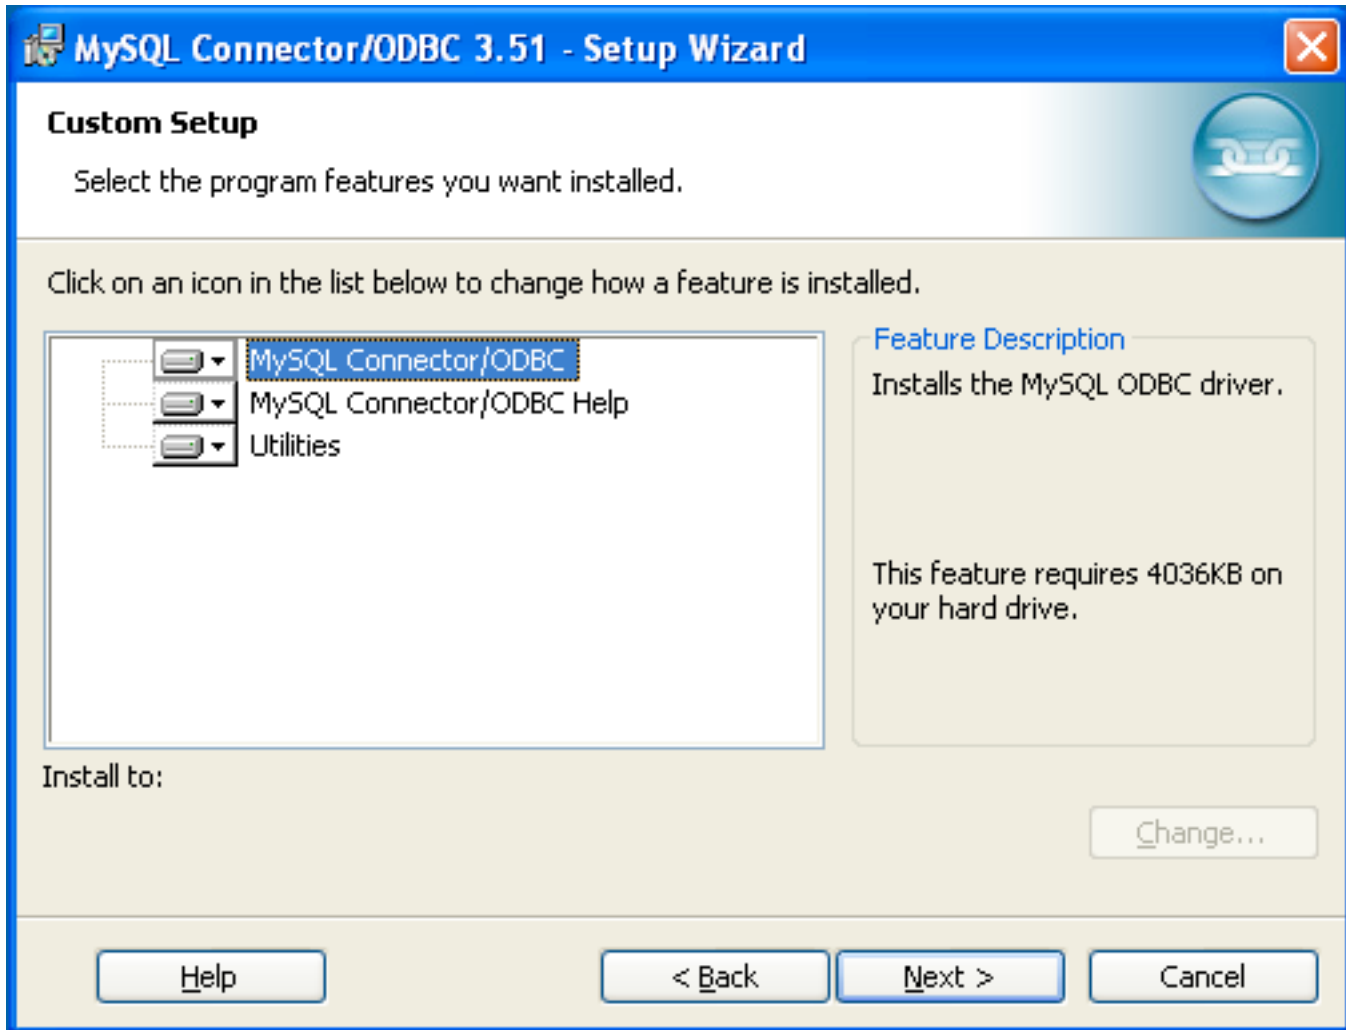 MySQL Connector/ODBC 3.51 - Setup Wizard
Custom Setup
Select the program features you want installed.
Click on an icon in the list below to change how a feature is installed.
MySQL Connector/ODBC
MySQL Connector/ODBC Help
Utilities
Feature Description
Installs the MySQL ODBC driver.
This feature requires 4036KB on
your hard drive.
Install to:
Change...
Help
< Back
Next >
Cancel